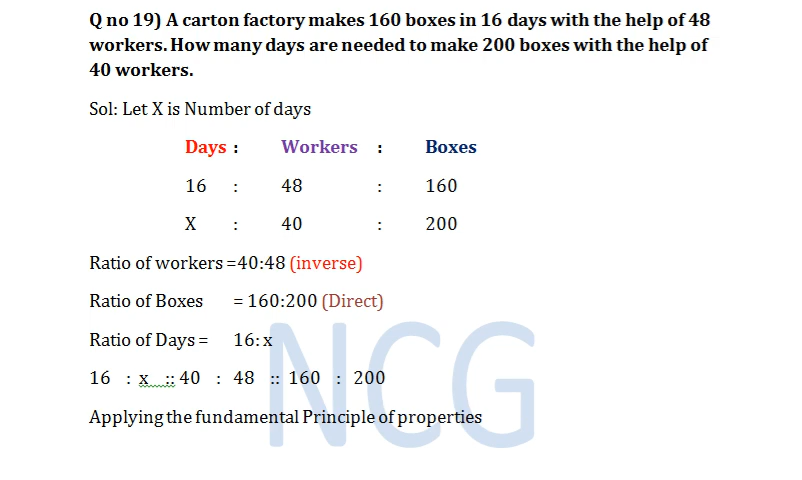 Q no 19) A carton factory makes 160 boxes in 16 days with the help of 48
workers. How many days are needed to make 200 boxes with the help of
40 workers.
Sol: Let X is Number of days
Days : Workers : Boxes
16 : 48 : 160
X : 40 : 200
Ratio of workers =40:48 (inverse)
Ratio of Boxes = 160:200 (Direct)
Ratio of Days = 16:x
16 : x :: 40 : 48 :: 160 : 200
Applying the fundamental Principle of properties
NCG